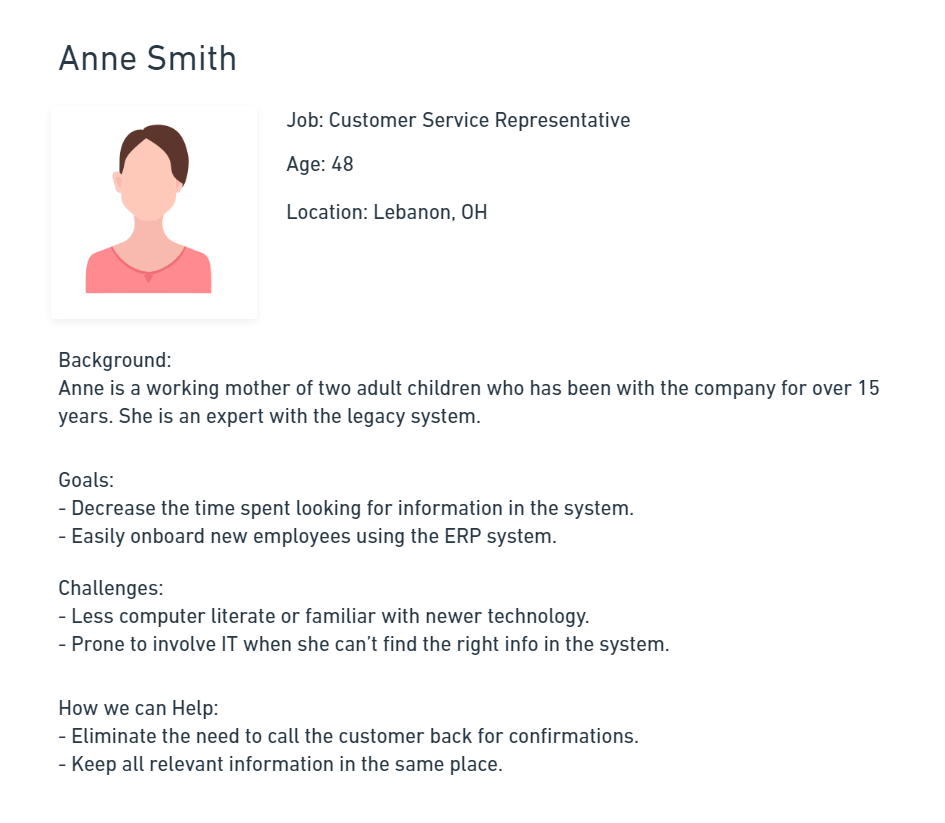 Anne Smith
Job: Customer Service Representative
Age: 48
Location: Lebanon, OH
Background:
Anne is a working mother of two adult children who has been with the company for over 15
years. She is an expert with the legacy system.
Goals:
- Decrease the time spent looking for information in the system.
- Easily onboard new employees using the ERP system.
Challenges:
- Less computer literate or familiar with newer technology.
- Prone to involve IT when she can’t find the right info in the system.
How we can Help:
- Eliminate the need to call the customer back for confirmations.
- Keep all relevant information in the same place.